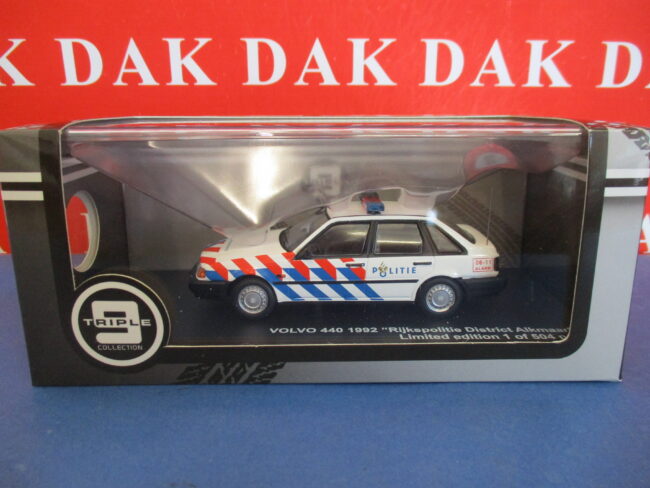 K DAK DAK DAK DAK
POLITIE
TRIPLE
9
COLLECTION
VOLVO 440 1992 "Rijkspolitie District Alkmaar"
Limited edition 1 of 504